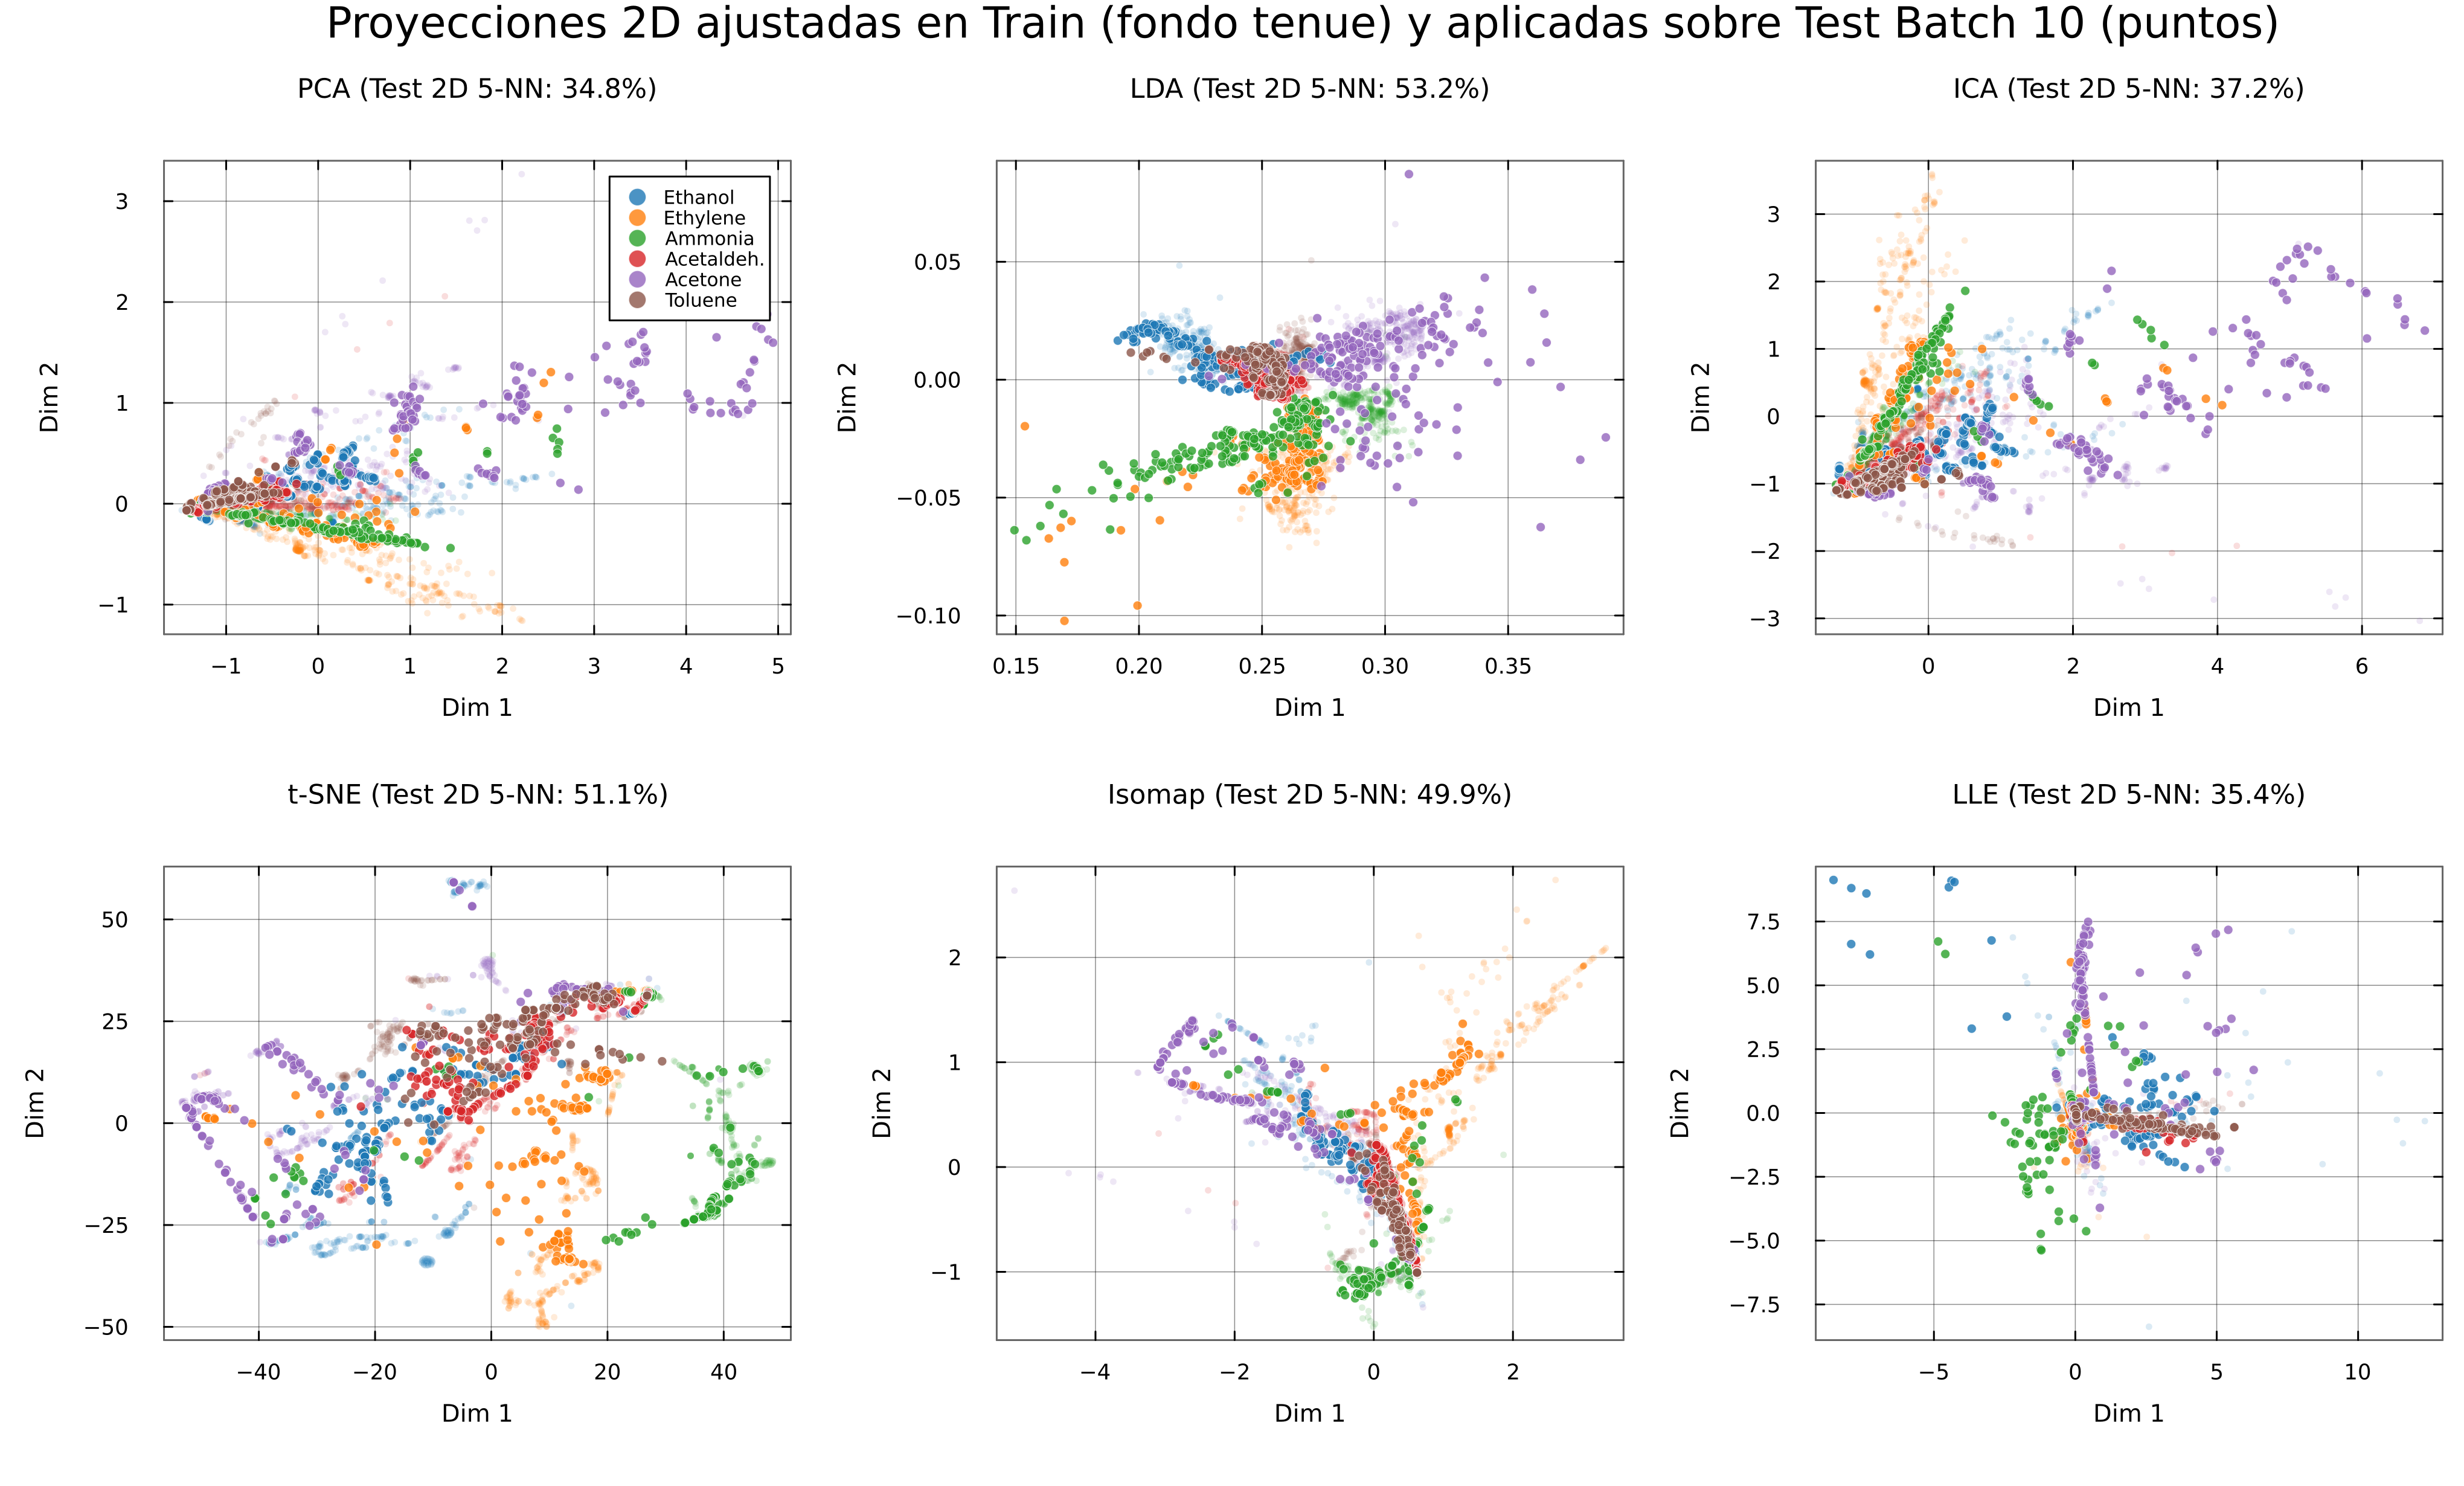 Proyecciones 2D ajustadas en Train (fondo tenue) y aplicadas sobre Test Batch 10 (puntos)
PCA (Test 2D 5-NN: 34.8%)
3
2
1
0
−1
Dim 2
Ethanol
Ethylene
Ammonia
Acetaldeh.
Acetone
Toluene
−1 0 1 2 3 4 5
Dim 1
LDA (Test 2D 5-NN: 53.2%)
0.05
0.00
−0.05
−0.10
Dim 2
0.15 0.20 0.25 0.30 0.35
Dim 1
ICA (Test 2D 5-NN: 37.2%)
3
2
1
0
−1
−2
−3
Dim 2
0 2 4 6
Dim 1
t-SNE (Test 2D 5-NN: 51.1%)
50
25
0
−25
−50
Dim 2
−40 −20 0 20 40
Dim 1
Isomap (Test 2D 5-NN: 49.9%)
2
1
0
−1
Dim 2
−4 −2 0 2
Dim 1
LLE (Test 2D 5-NN: 35.4%)
7.5
5.0
2.5
0.0
−2.5
−5.0
−7.5
Dim 2
−5 0 5 10
Dim 1